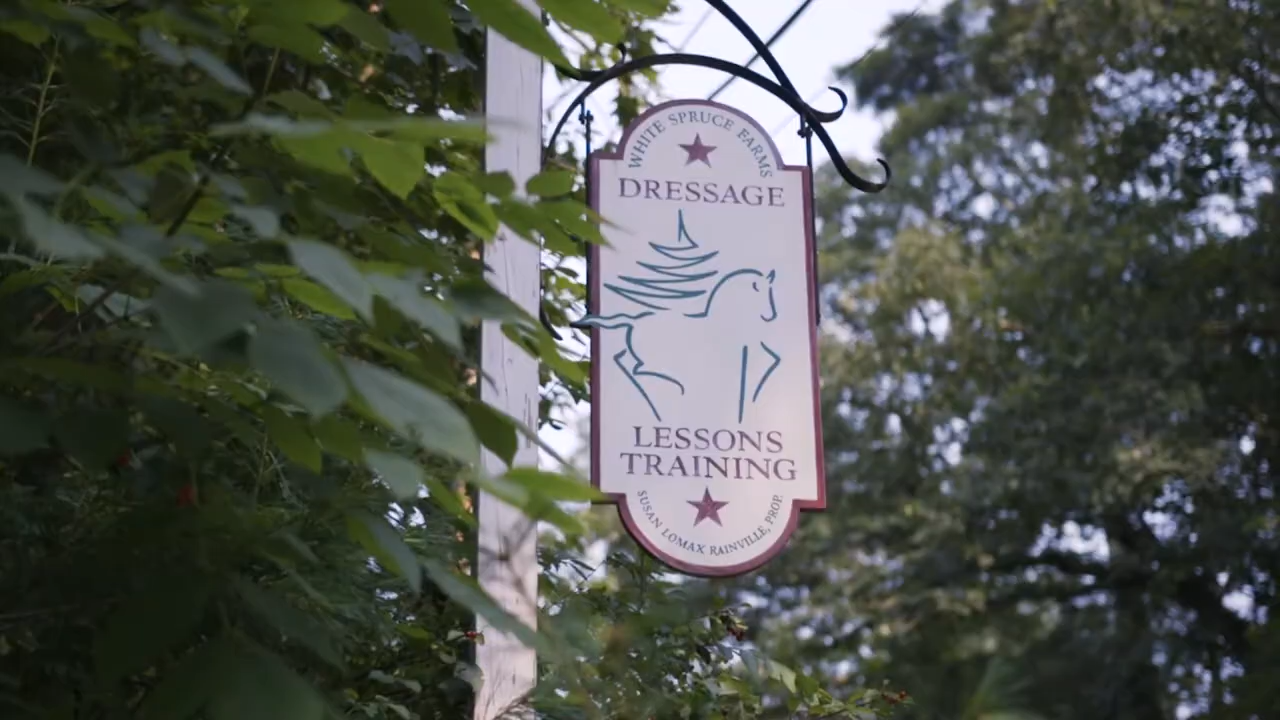 WHITE SPRUCE FARMS
DRESSAGE
LESSONS
TRAINING
SUSAN LOMAX RAINVILLE, PROP.